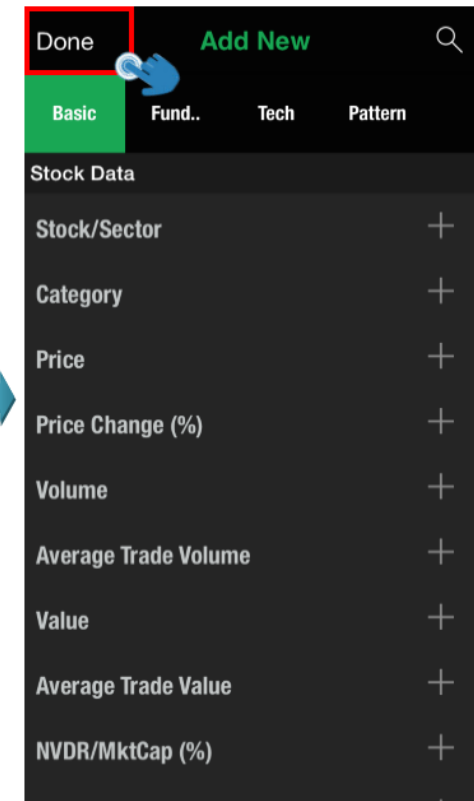 Done Add New
Basic Fund.. Tech Pattern
Stock Data
Stock/Sector
Category
Price
Price Change (%)
Volume
Average Trade Volume
Value
Average Trade Value
NVDR/MktCap (%)